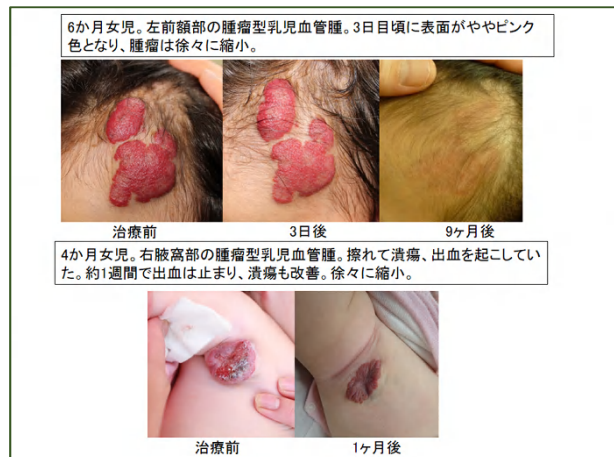 6か月女児。左前額部の腫瘤型乳児血管腫。3日目頃に表面がややピンク
色となり、腫瘤は徐々に縮小。
治療前
3日後
9ヶ月後
4か月女児。右腋窩部の腫瘤型乳児血管腫。擦れて潰瘍、出血を起こしてい
た。約1週間で出血は止まり、潰瘍も改善。徐々に縮小。
治療前
1ヶ月後